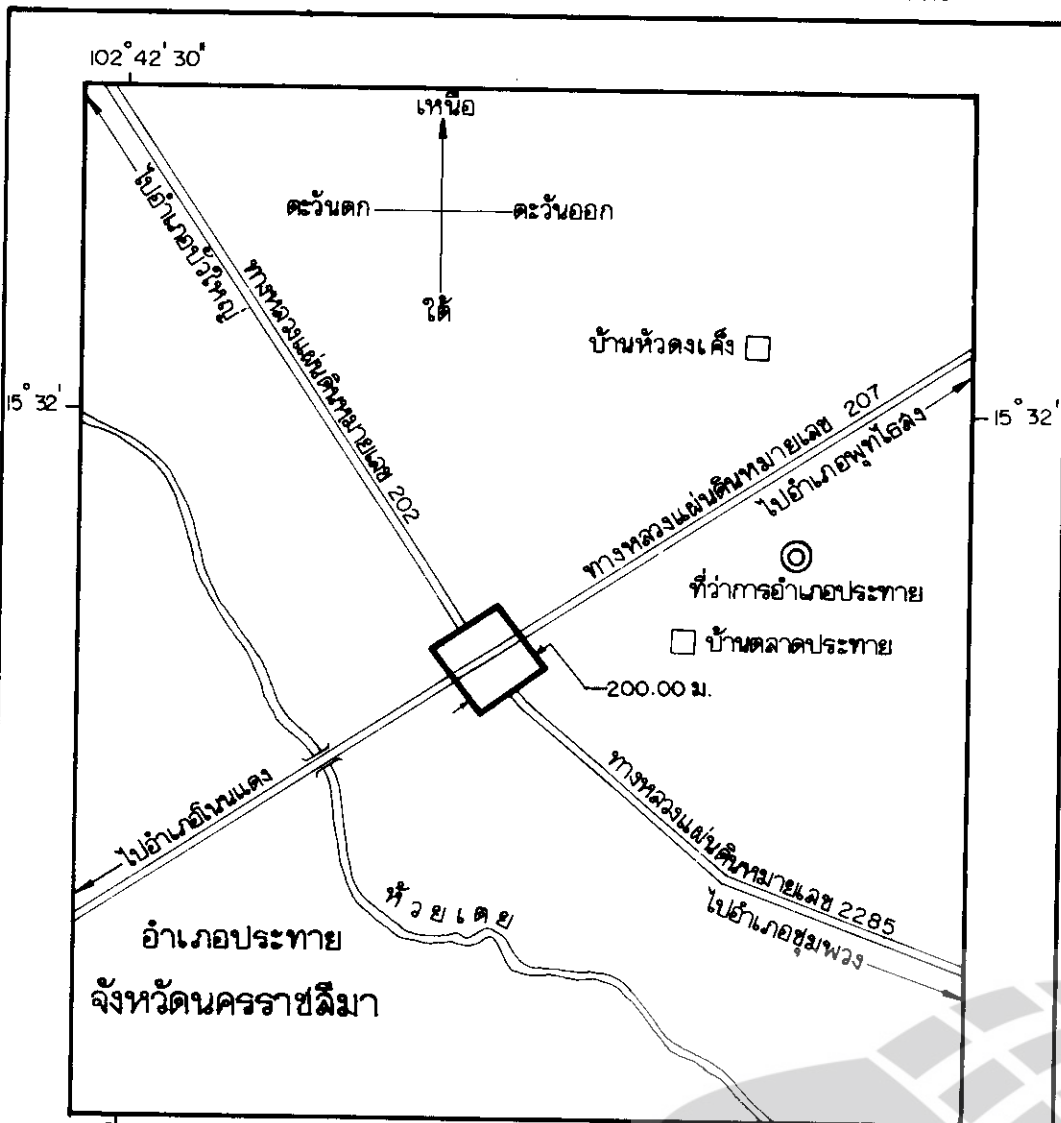 102° 42' 30"
เหนือ
ตะวันตก
ตะวันออก
ใต้
ไปอำเภอบัวใหญ่
ทางหลวงแผ่นดินหมายเลข 202
บ้านหัวดงเค็ง
15° 32'
15° 32'
ทางหลวงแผ่นดินหมายเลข 207
ไปอำเภอพุทไธสง
ที่ว่าการอำเภอประทาย
บ้านตลาดประทาย
200.00 ม.
ไปอำเภอโนนแดง
ทางหลวงแผ่นดินหมายเลข 2285
ไปอำเภอชุมพวง
ห้วยเตย
อำเภอประทาย
จังหวัดนครราชสีมา